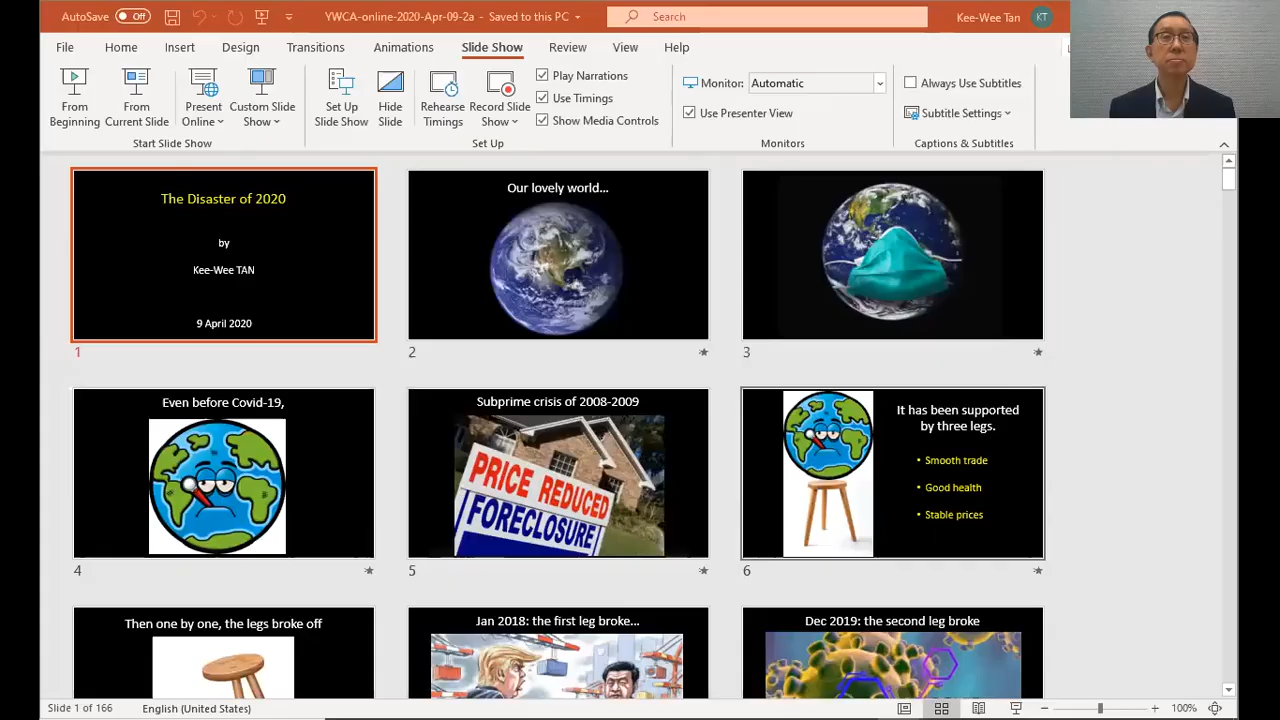 AutoSave Off YWCA-online-2020-Apr-09-2a - Saved to this PC Search Kee-Wee Tan KT
File Home Insert Design Transitions Animations Slide Show Review View Help
From Beginning
From Current Slide
Present Online
Custom Slide Show
Set Up Slide Show
Hide Slide
Rehearse Timings
Record Slide Show
Play Narrations
Use Timings
Show Media Controls
Monitor: Automatic
Use Presenter View
Always Use Subtitles
Subtitle Settings
Start Slide Show Set Up Monitors Captions & Subtitles
The Disaster of 2020
by
Kee-Wee TAN
9 April 2020
1
Our lovely world...
2
3
Even before Covid-19,
4
Subprime crisis of 2008-2009
PRICE REDUCED
FORECLOSURE
5
It has been supported
by three legs.
• Smooth trade
• Good health
• Stable prices
6
Then one by one, the legs broke off
Jan 2018: the first leg broke...
Dec 2019: the second leg broke
Slide 1 of 166 English (United States) 100%